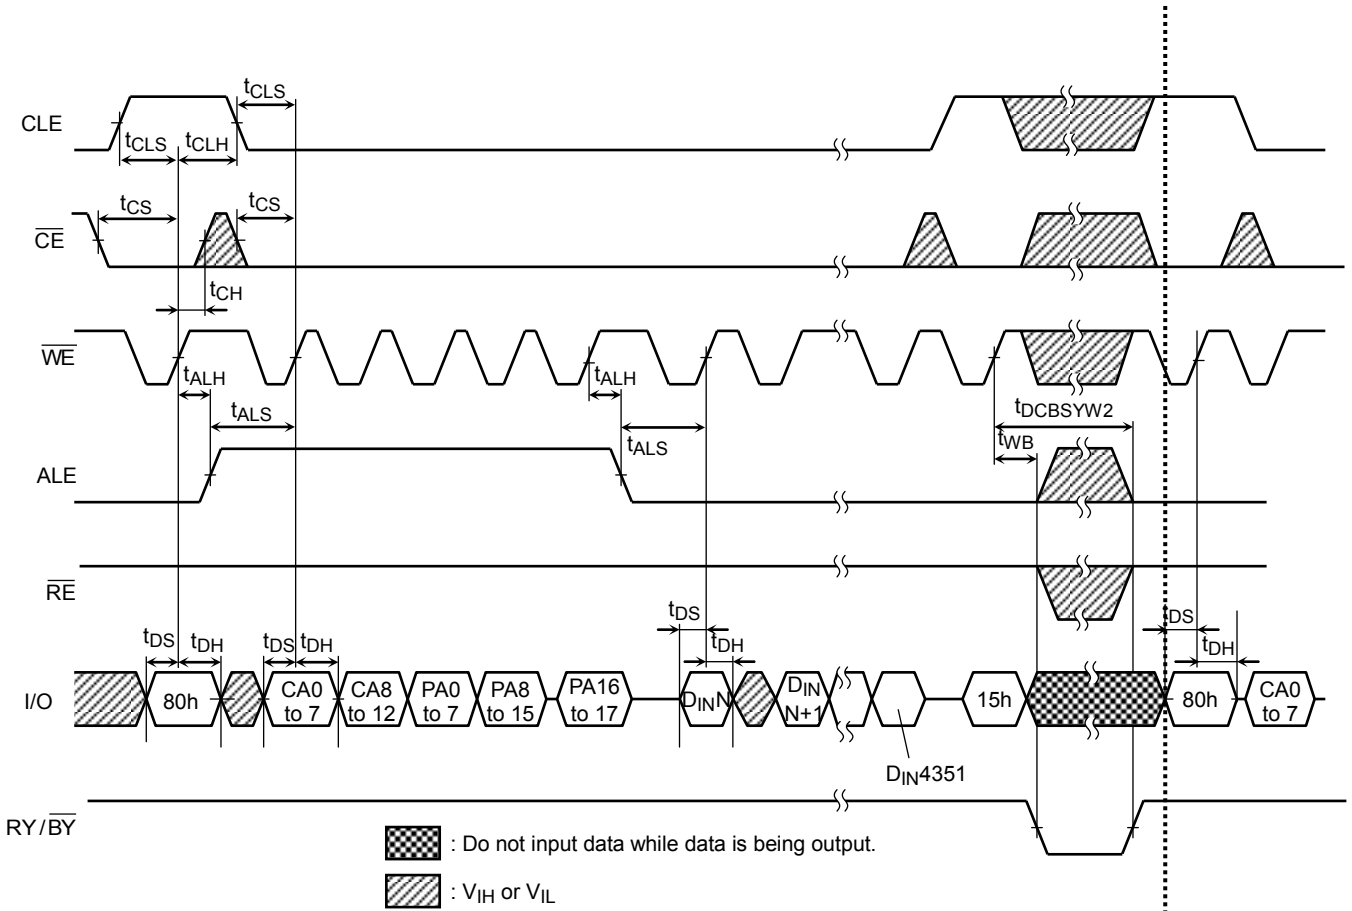 tCLS
CLE
tCLS tCLH
tCS tCS
CE
tCH
WE
tALH tALH
tALS tDCBSYW2
tALS tWB
ALE
RE
tDS tDH tDS tDH tDS tDH tDS tDH
I/O
80h
CA0 to 7
CA8 to 12
PA0 to 7
PA8 to 15
PA16 to 17
DINN
DIN N+1
15h
80h
CA0 to 7
DIN4351
RY/BY
: Do not input data while data is being output.
: VIH or VIL